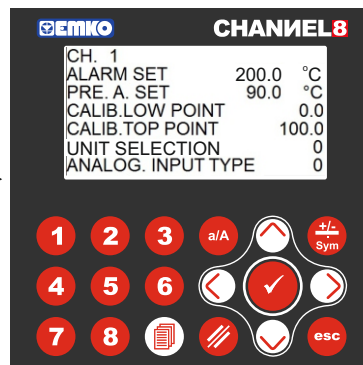 EMKO CHANNEL8
CH. 1
ALARM SET 200.0 °C
PRE. A. SET 90.0 °C
CALIB.LOW POINT 0.0
CALIB.TOP POINT 100.0
UNIT SELECTION 0
ANALOG. INPUT TYPE 0
1 2 3 a/A +/- Sym
4 5 6
7 8 esc